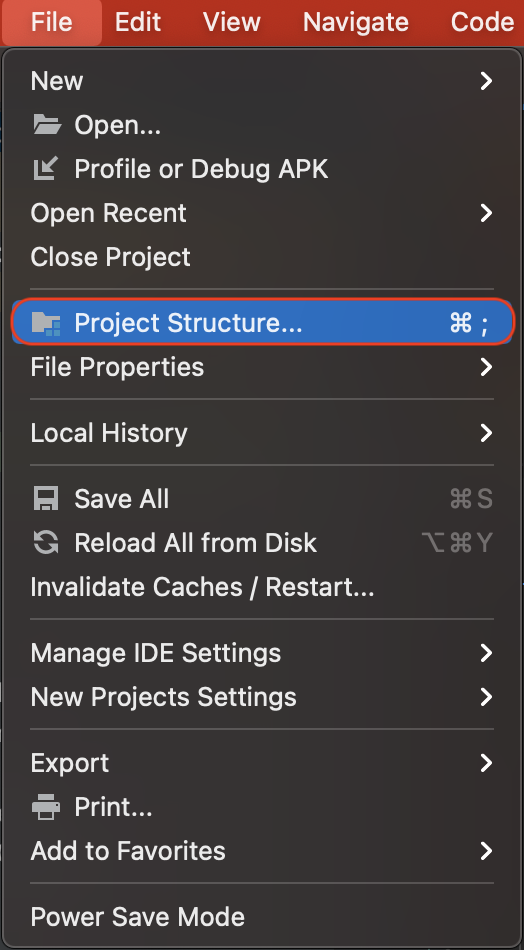 File Edit View Navigate Code
New
Open...
Profile or Debug APK
Open Recent
Close Project
Project Structure... ⌘ ;
File Properties
Local History
Save All ⌘S
Reload All from Disk ⌥⌘Y
Invalidate Caches / Restart...
Manage IDE Settings
New Projects Settings
Export
Print...
Add to Favorites
Power Save Mode